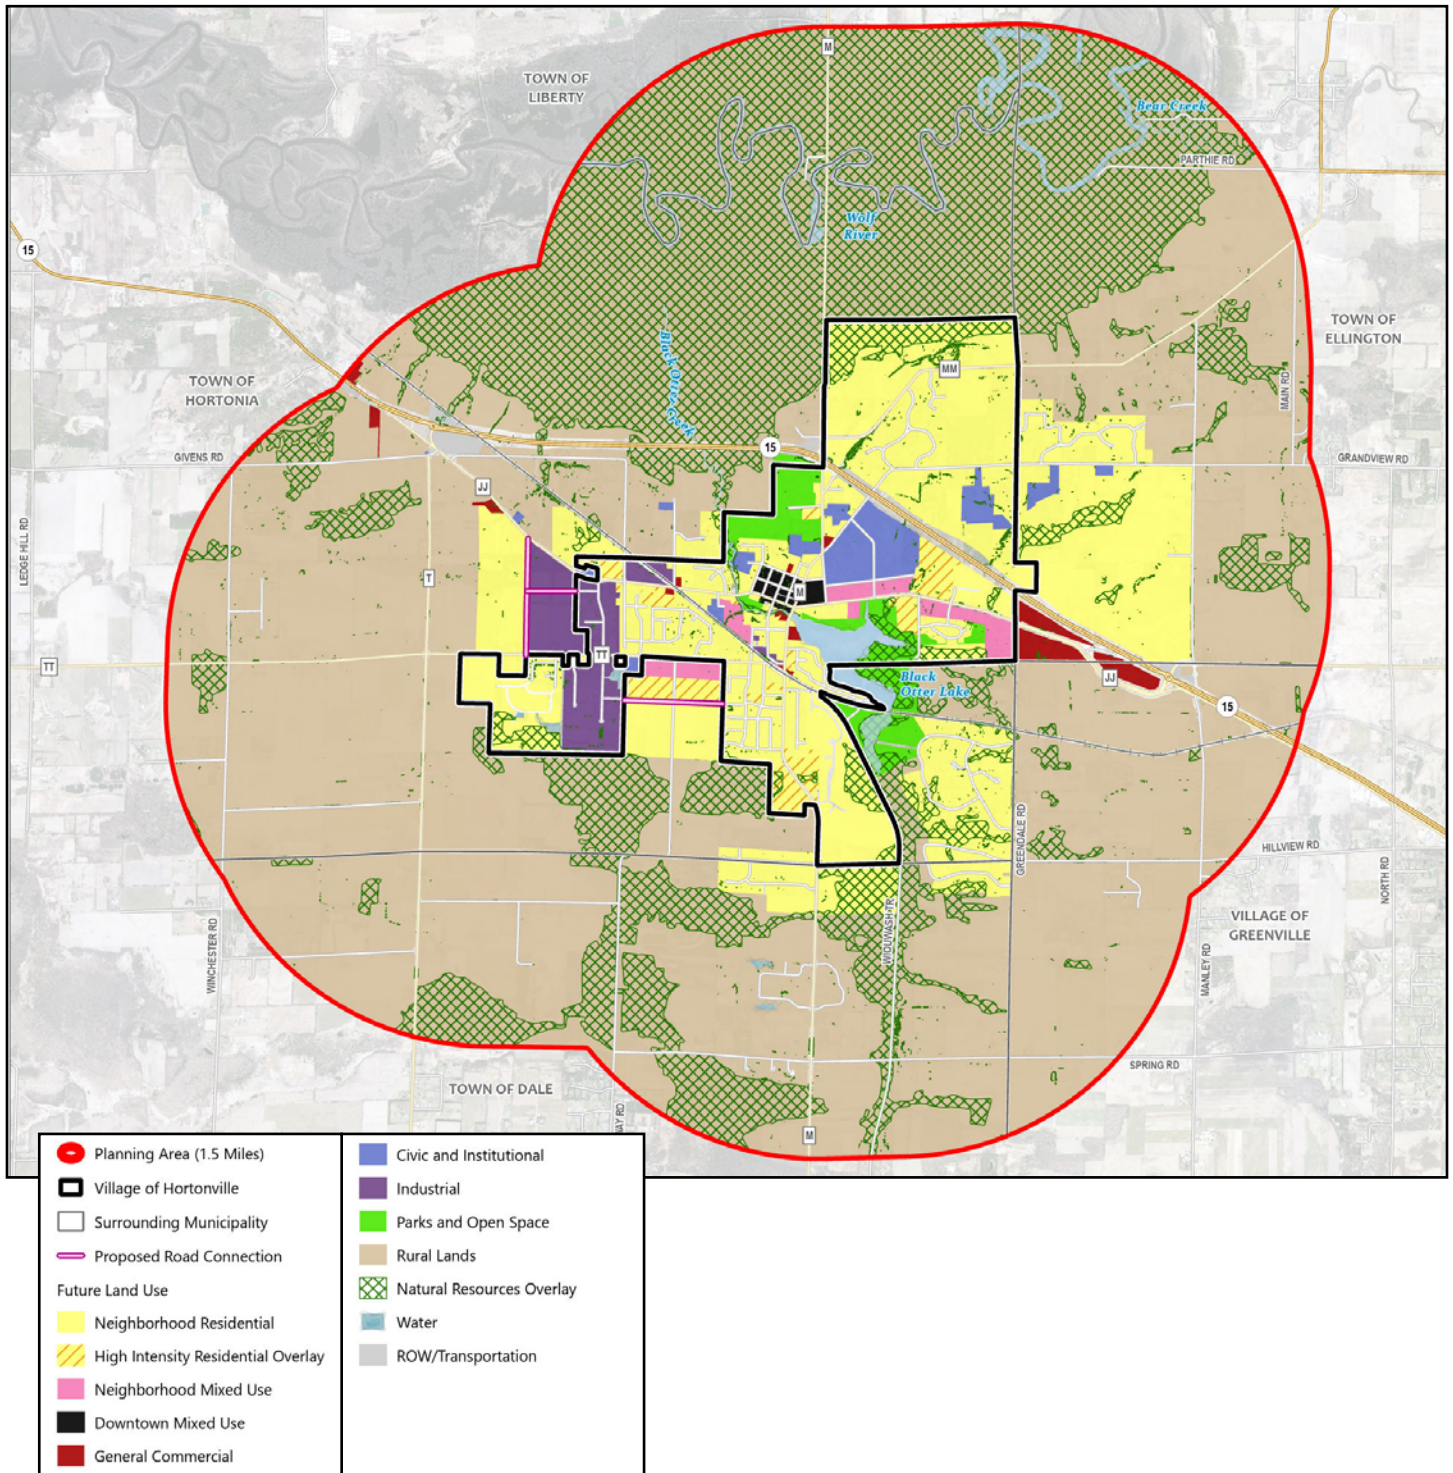 M
TOWN OF
LIBERTY
Bear Creek
PARTHIE RD
Wolf
River
15
TOWN OF
ELLINGTON
Black Otter Creek
MM
TOWN OF
HORTONIA
MAIN RD
15
GIVENS RD
GRANDVIEW RD
JJ
LEDGE HILL RD
T
M
TT
TT
Black
Otter Lake
JJ
15
GREENDALE RD
HILLVIEW RD
NORTH RD
WIOUWASH TR
VILLAGE OF
GREENVILLE
WINCHESTER RD
MANLEY RD
SPRING RD
TOWN OF DALE
AY RD
M
Planning Area (1.5 Miles)
Village of Hortonville
Surrounding Municipality
Proposed Road Connection
Future Land Use
Neighborhood Residential
High Intensity Residential Overlay
Neighborhood Mixed Use
Downtown Mixed Use
General Commercial
Civic and Institutional
Industrial
Parks and Open Space
Rural Lands
Natural Resources Overlay
Water
ROW/Transportation